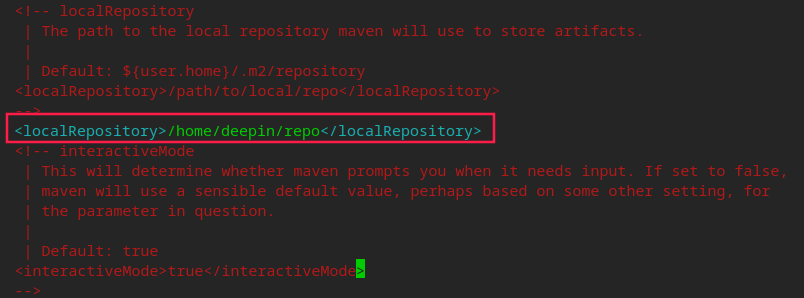 <!-- localRepository
| The path to the local repository maven will use to store artifacts.
|
| Default: ${user.home}/.m2/repository
<localRepository>/path/to/local/repo</localRepository>
-->
<localRepository>/home/deepin/repo</localRepository>
<!-- interactiveMode
| This will determine whether maven prompts you when it needs input. If set to false,
| maven will use a sensible default value, perhaps based on some other setting, for
| the parameter in question.
|
| Default: true
<interactiveMode>true</interactiveMode>
-->